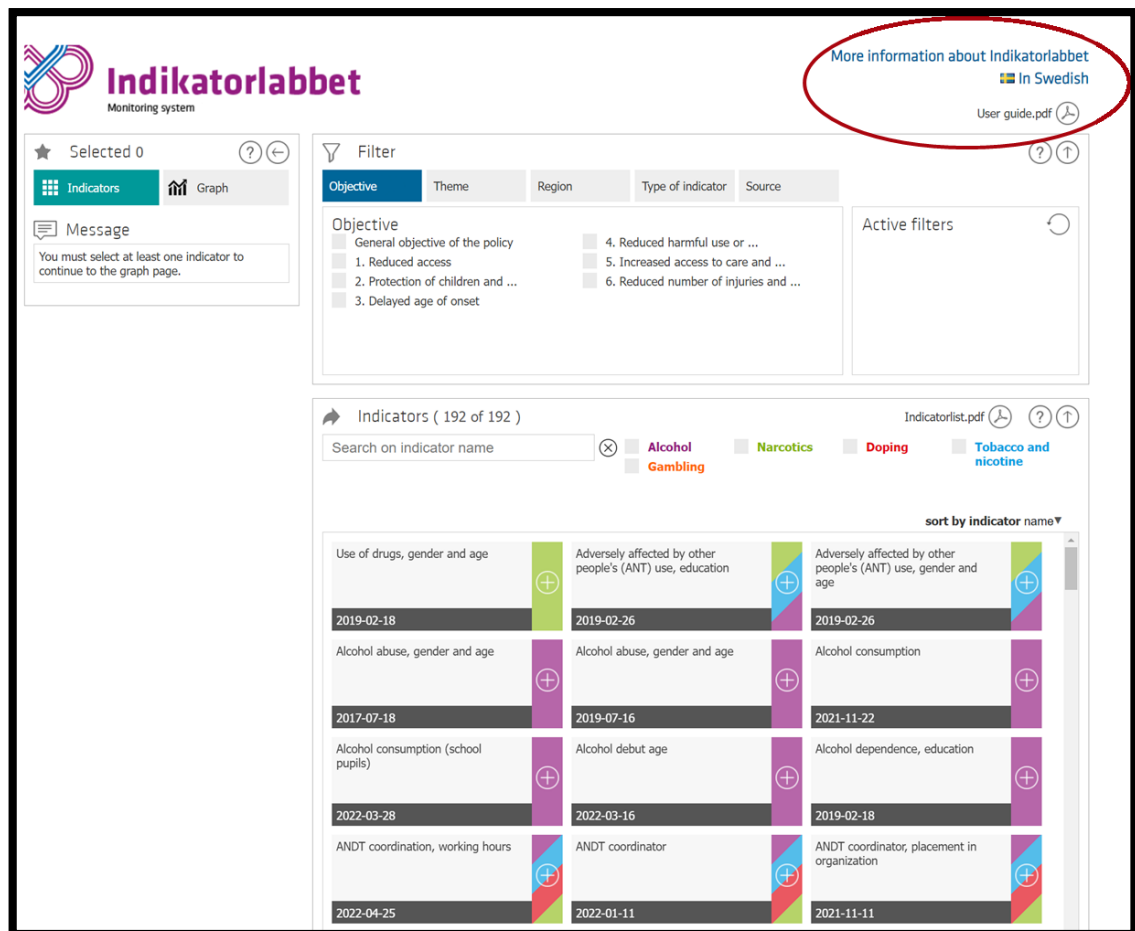 Indikatorlabbet
Monitoring system
More information about Indikatorlabbet
In Swedish
User guide.pdf
Selected 0
?
Indicators
Graph
Message
You must select at least one indicator to
continue to the graph page.
Filter
?
Objective Theme Region Type of indicator Source
Objective
General objective of the policy
1. Reduced access
2. Protection of children and ...
3. Delayed age of onset
4. Reduced harmful use or ...
5. Increased access to care and ...
6. Reduced number of injuries and ...
Active filters
Indicators ( 192 of 192 )
Indicatorlist.pdf
?
Search on indicator name
Alcohol
Narcotics
Doping
Tobacco and
nicotine
Gambling
sort by indicator name
Use of drugs, gender and age
2019-02-18
Adversely affected by other
people's (ANT) use, education
2019-02-26
Adversely affected by other
people's (ANT) use, gender and
age
2019-02-26
Alcohol abuse, gender and age
2017-07-18
Alcohol abuse, gender and age
2019-07-16
Alcohol consumption
2021-11-22
Alcohol consumption (school
pupils)
2022-03-28
Alcohol debut age
2022-03-16
Alcohol dependence, education
2019-02-18
ANDT coordination, working hours
2022-04-25
ANDT coordinator
2022-01-11
ANDT coordinator, placement in
organization
2021-11-11